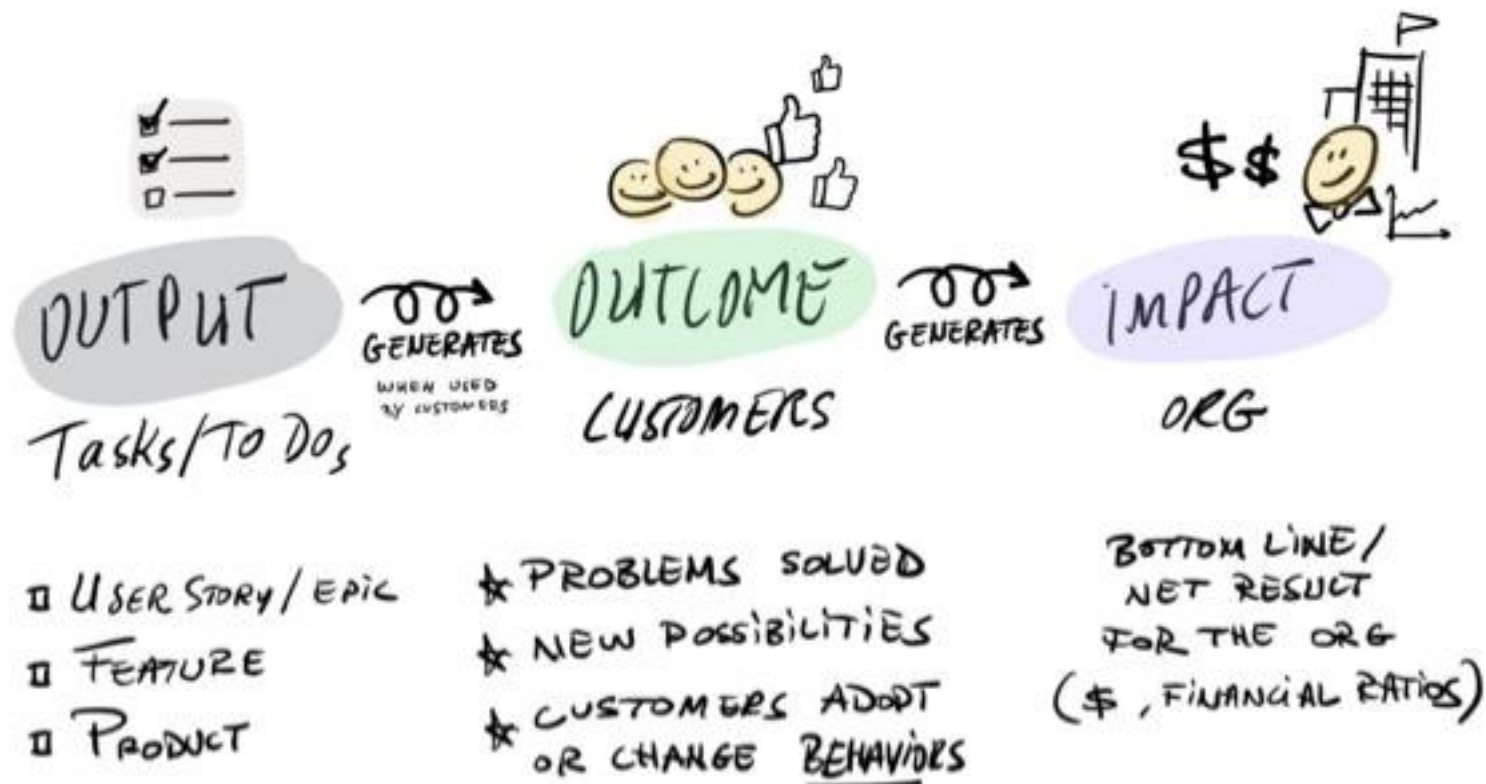 $ $
OUTPUT
GENERATES
WHEN USED
BY CUSTOMERS
OUTCOME
GENERATES
IMPACT
Tasks/To Dos
CUSTOMERS
ORG
USER STORY/EPIC
FEATURE
PRODUCT
PROBLEMS SOLVED
NEW POSSIBILITIES
CUSTOMERS ADOPT
OR CHANGE BEHAVIORS
BOTTOM LINE/
NET RESULT
FOR THE ORG
($, FINANCIAL RATIOS)